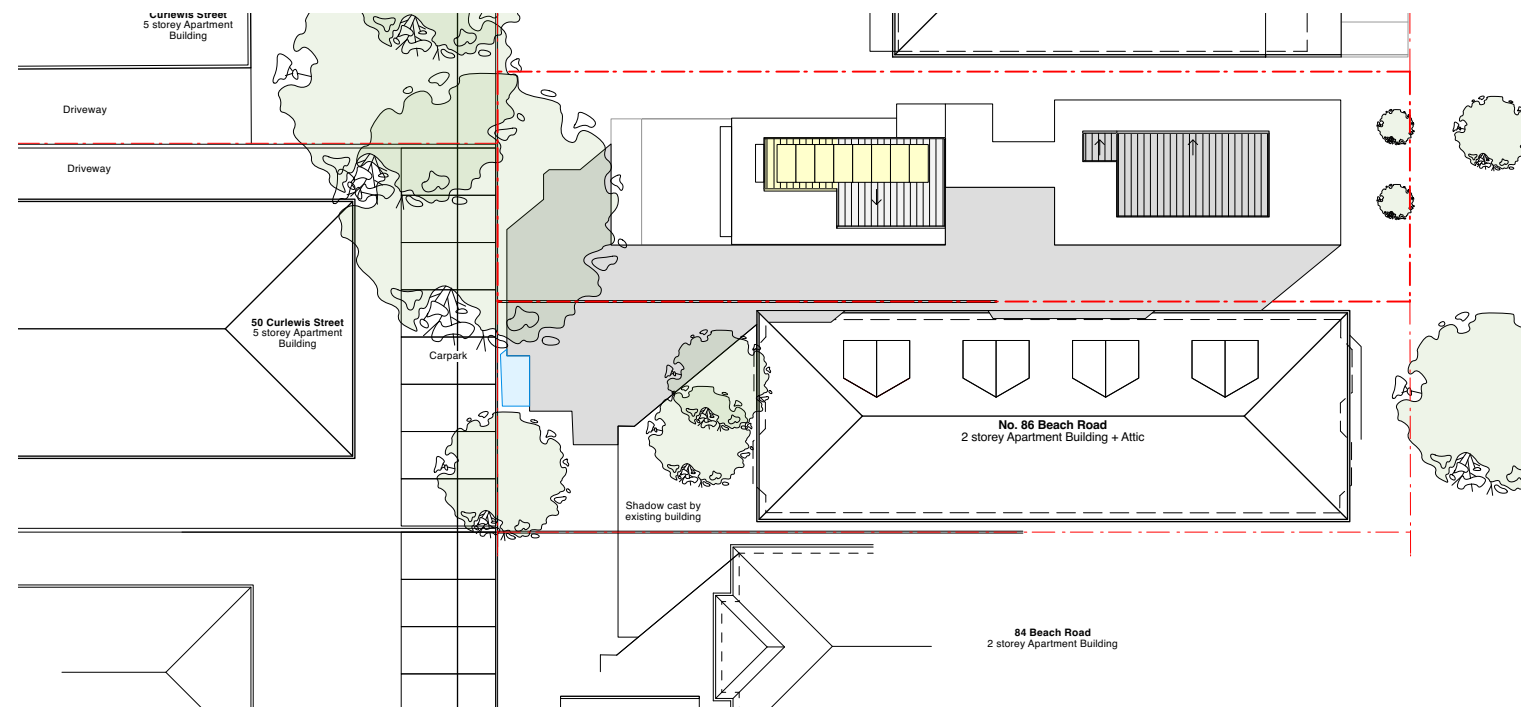 Curlewis Street
5 storey Apartment
Building
Driveway
Driveway
50 Curlewis Street
5 storey Apartment
Building
Carpark
No. 86 Beach Road
2 storey Apartment Building + Attic
Shadow cast by
existing building
84 Beach Road
2 storey Apartment Building